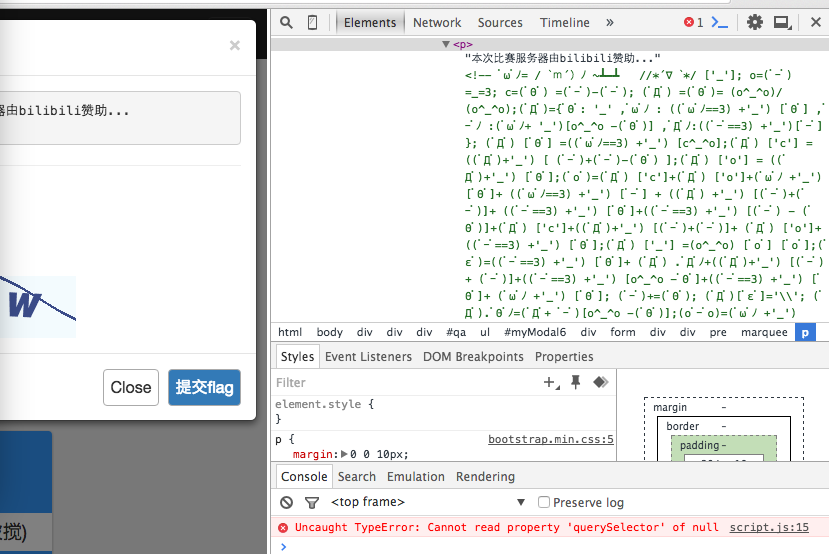 ×
器由bilibili赞助...
W
Close
提交flag
搅)
Elements
Network
Sources
Timeline
»
1
▼<p>
"本次比赛服务器由bilibili赞助..."
<!-- ﾟωﾟﾉ= /｀ｍ´）ﾉ ~┻━┻   //*´∇｀*/ ['_']; o=(ﾟｰﾟ)
=_=3; c=(ﾟΘﾟ) =(ﾟｰﾟ)-(ﾟｰﾟ); (ﾟДﾟ) =(ﾟΘﾟ)= (o^_^o)/
(o^_^o);(ﾟДﾟ)={ﾟΘﾟ: '_' ,ﾟωﾟﾉ : ((ﾟωﾟﾉ==3) +'_') [ﾟΘﾟ] ,ﾟ
ｰﾟﾉ :(ﾟωﾟﾉ+ '_')[o^_^o -(ﾟΘﾟ)] ,ﾟДﾟﾉ:((ﾟｰﾟ==3) +'_')[ﾟｰﾟ]
}; (ﾟДﾟ) [ﾟΘﾟ] =((ﾟωﾟﾉ==3) +'_') [c^_^o];(ﾟДﾟ) ['c'] =
((ﾟДﾟ)+'_') [ (ﾟｰﾟ)+(ﾟｰﾟ)-(ﾟΘﾟ) ];(ﾟДﾟ) ['o'] = ((ﾟ
Дﾟ)+'_') [ﾟΘﾟ];(ﾟoﾟ)=(ﾟДﾟ) ['c']+(ﾟДﾟ) ['o']+(ﾟωﾟﾉ +'_')
[ﾟΘﾟ]+ ((ﾟωﾟﾉ==3) +'_') [ﾟｰﾟ] + ((ﾟДﾟ) +'_') [(ﾟｰﾟ)+(ﾟ
ｰﾟ)]+ ((ﾟｰﾟ==3) +'_') [ﾟΘﾟ]+((ﾟｰﾟ==3) +'_') [(ﾟｰﾟ) - (ﾟ
Θﾟ)]+(ﾟДﾟ) ['c']+((ﾟДﾟ)+'_') [(ﾟｰﾟ)+(ﾟｰﾟ)]+ (ﾟДﾟ) ['o']+
((ﾟｰﾟ==3) +'_') [ﾟΘﾟ];(ﾟДﾟ) ['_'] =(o^_^o) [ﾟoﾟ] [ﾟoﾟ];(ﾟ
εﾟ)=((ﾟｰﾟ==3) +'_') [ﾟΘﾟ]+ (ﾟДﾟ) .ﾟДﾟﾉ+((ﾟДﾟ)+'_') [(ﾟｰﾟ)
+ (ﾟｰﾟ)]+((ﾟｰﾟ==3) +'_') [o^_^o -ﾟΘﾟ]+((ﾟｰﾟ==3) +'_') [ﾟ
Θﾟ]+ (ﾟωﾟﾉ +'_') [ﾟΘﾟ]; (ﾟｰﾟ)+=(ﾟΘﾟ); (ﾟДﾟ)[ﾟεﾟ]='\\'; (ﾟ
Дﾟ).ﾟΘﾟﾉ=(ﾟДﾟ+ ﾟｰﾟ)[o^_^o -(ﾟΘﾟ)];(oﾟｰﾟo)=(ﾟωﾟﾉ +'_')
html body div div div #qa ul #myModal6 div form div div pre marquee p
Styles
Event Listeners
DOM Breakpoints
Properties
Filter
element.style {
}
p {
bootstrap.min.css:5
margin:▶0 0 10px;
margin -
border -
padding-
Console
Search
Emulation
Rendering
<top frame>
▼
Preserve log
Uncaught TypeError: Cannot read property 'querySelector' of null
script.js:15